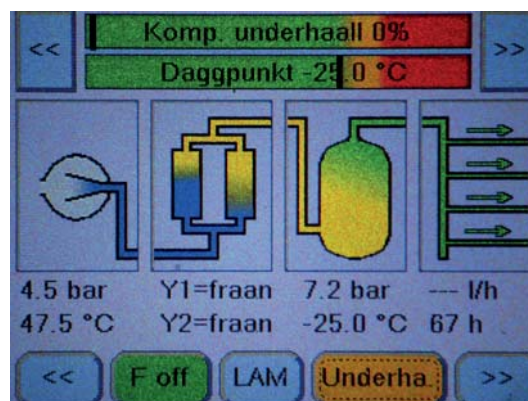 << Komp. underhaall 0% >>
Daggpunkt -25.0 °C
4.5 bar Y1=fraan 7.2 bar --- l/h
47.5 °C Y2=fraan -25.0 °C 67 h
<< F off LAM Underha. >>